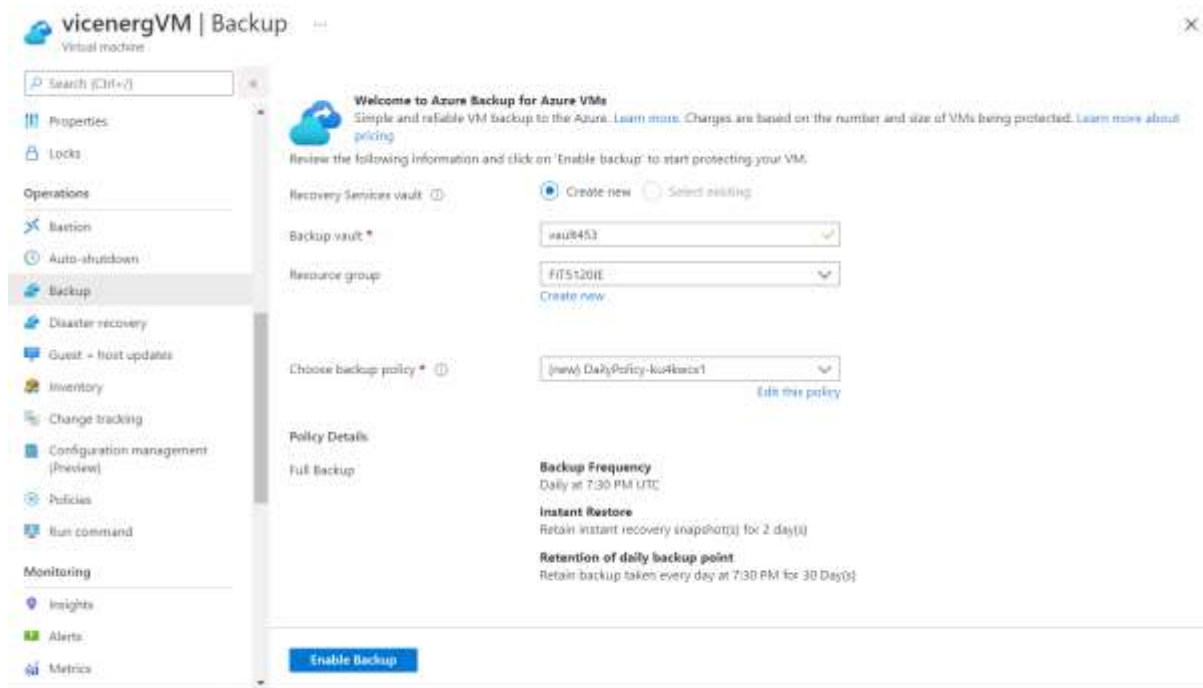 vicenergVM | Backup ...
Virtual machine
Search (Ctrl+/)
«
Properties
Locks
Operations
Bastion
Auto-shutdown
Backup
Disaster recovery
Guest + host updates
Inventory
Change tracking
Configuration management
(Preview)
Policies
Run command
Monitoring
Insights
Alerts
Metrics
Welcome to Azure Backup for Azure VMs
Simple and reliable VM backup to the Azure. Learn more. Charges are based on the number and size of VMs being protected. Learn more about
pricing
Review the following information and click on 'Enable backup' to start protecting your VM.
Recovery Services vault Create new Select existing
Backup vault * vault453
Resource group FIT5120IE
Create new
Choose backup policy * (new) DailyPolicy-ku4kwox1
Edit this policy
Policy Details
Full Backup
Backup Frequency
Daily at 7:30 PM UTC
Instant Restore
Retain instant recovery snapshot(s) for 2 day(s)
Retention of daily backup point
Retain backup taken every day at 7:30 PM for 30 Day(s)
Enable Backup